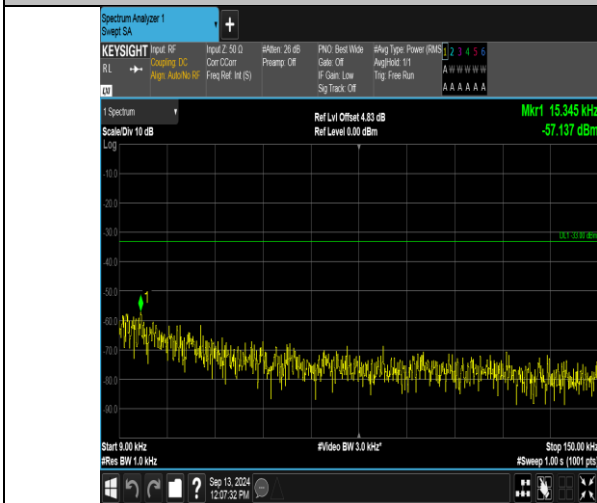 Spectrum Analyzer 1
Swept SA
+
KEYSIGHT
RL
Input: RF
Coupling: DC
Align: Auto/No RF
Input Z: 50 Ω
Corr CCorr
Freq Ref: Int (S)
#Atten: 26 dB
Preamp: Off
PNO: Best Wide
Gate: Off
IF Gain: Low
Sig Track: Off
#Avg Type: Power (RMS)
Avg|Hold: 1/1
Trig: Free Run
1 2 3 4 5 6
A W W W W W
A A A A A A
1 Spectrum
Scale/Div 10 dB
Log
Ref Lvl Offset 4.83 dB
Ref Level 0.00 dBm
Mkr1 15.345 kHz
-57.137 dBm
-10.0
-20.0
-30.0
DL1 -33.00 dBm
-40.0
-50.0
1
-60.0
-70.0
-80.0
-90.0
Start 9.00 kHz
#Res BW 1.0 kHz
#Video BW 3.0 kHz*
Stop 150.00 kHz
#Sweep 1.00 s (1001 pts)
?
Sep 13, 2024
12:07:32 PM